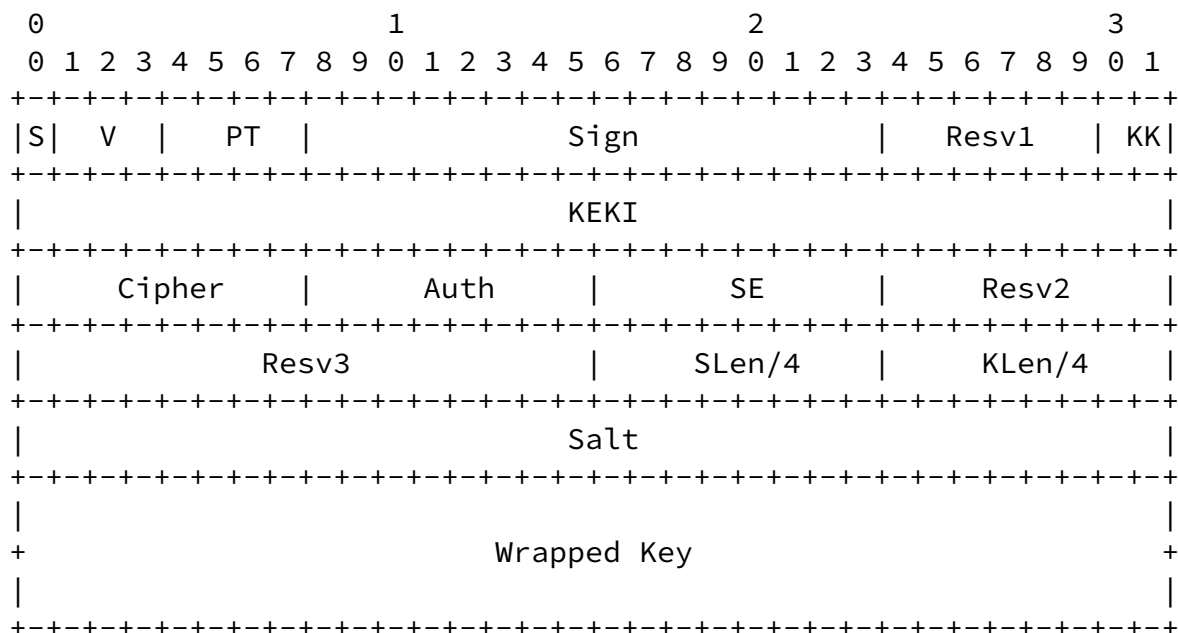 0                   1                   2                   3
 0 1 2 3 4 5 6 7 8 9 0 1 2 3 4 5 6 7 8 9 0 1 2 3 4 5 6 7 8 9 0 1
+-+-+-+-+-+-+-+-+-+-+-+-+-+-+-+-+-+-+-+-+-+-+-+-+-+-+-+-+-+-+-+-+
|S|  V  |   PT  |              Sign             |   Resv1   | KK|
+-+-+-+-+-+-+-+-+-+-+-+-+-+-+-+-+-+-+-+-+-+-+-+-+-+-+-+-+-+-+-+-+
|                              KEKI                             |
+-+-+-+-+-+-+-+-+-+-+-+-+-+-+-+-+-+-+-+-+-+-+-+-+-+-+-+-+-+-+-+-+
|     Cipher    |      Auth     |       SE      |     Resv2     |
+-+-+-+-+-+-+-+-+-+-+-+-+-+-+-+-+-+-+-+-+-+-+-+-+-+-+-+-+-+-+-+-+
|             Resv3             |     SLen/4    |     KLen/4    |
+-+-+-+-+-+-+-+-+-+-+-+-+-+-+-+-+-+-+-+-+-+-+-+-+-+-+-+-+-+-+-+-+
|                              Salt                             |
+-+-+-+-+-+-+-+-+-+-+-+-+-+-+-+-+-+-+-+-+-+-+-+-+-+-+-+-+-+-+-+-+
|                                                               |
+                          Wrapped Key                          +
|                                                               |
+-+-+-+-+-+-+-+-+-+-+-+-+-+-+-+-+-+-+-+-+-+-+-+-+-+-+-+-+-+-+-+-+